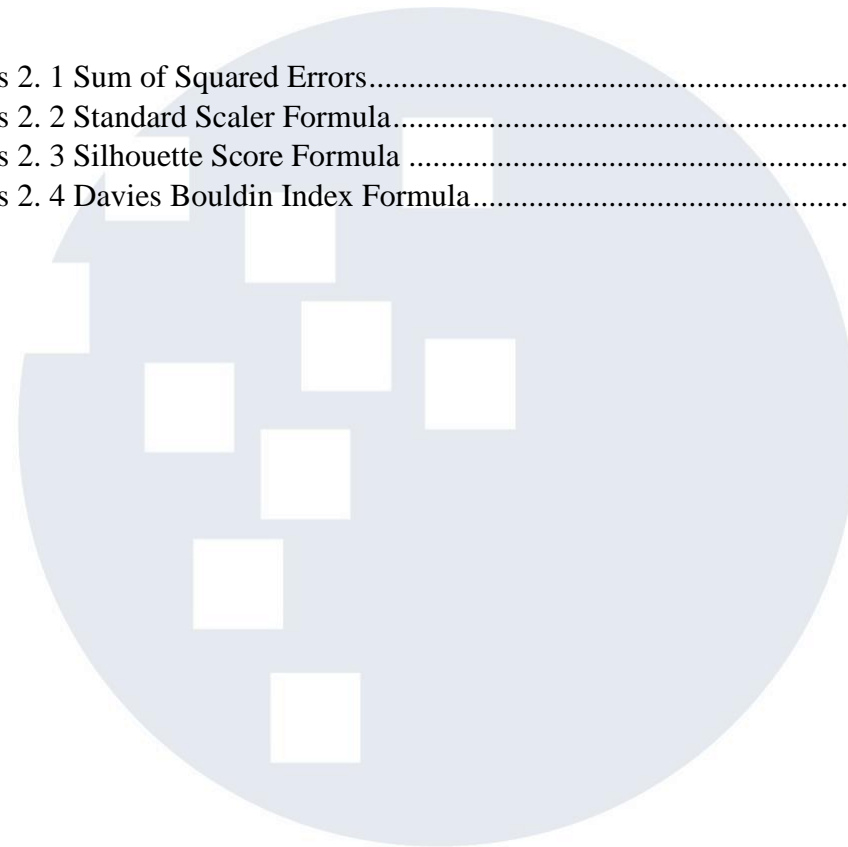 s 2. 1 Sum of Squared Errors....................................................................
s 2. 2 Standard Scaler Formula.................................................................
s 2. 3 Silhouette Score Formula ...............................................................
s 2. 4 Davies Bouldin Index Formula.......................................................